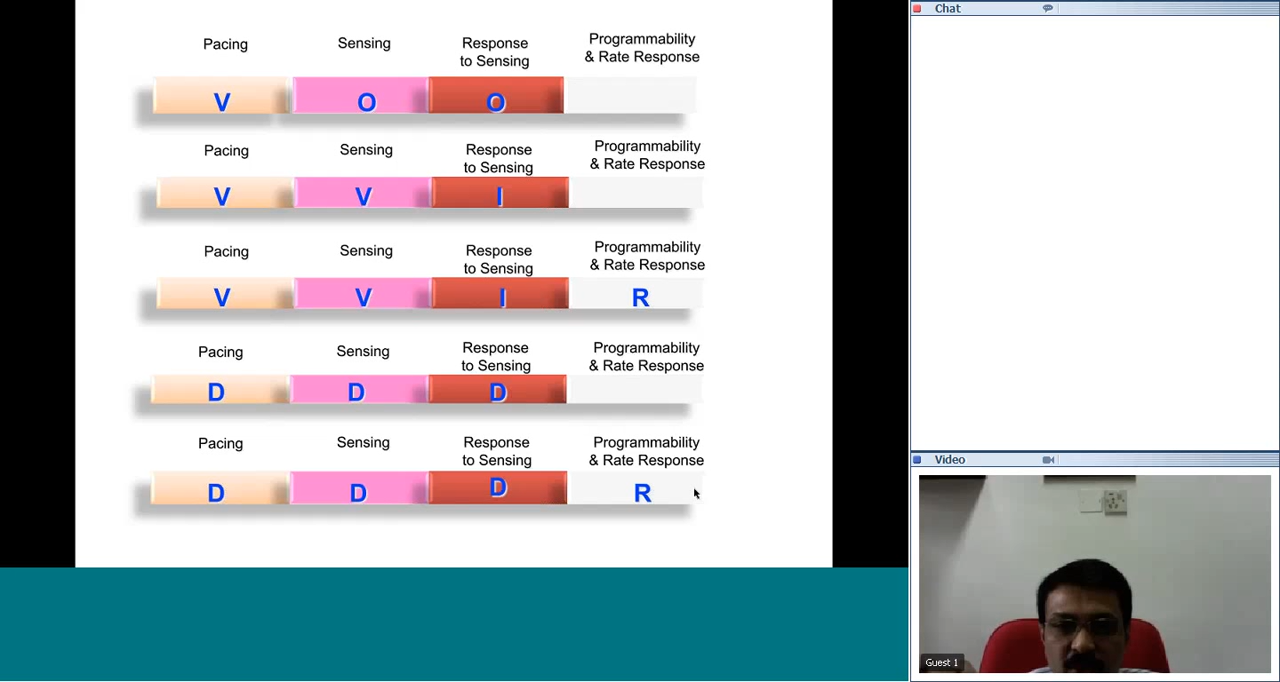 Pacing Sensing Response to Sensing Programmability & Rate Response
V O O
Pacing Sensing Response to Sensing Programmability & Rate Response
V V I
Pacing Sensing Response to Sensing Programmability & Rate Response
V V I R
Pacing Sensing Response to Sensing Programmability & Rate Response
D D D
Pacing Sensing Response to Sensing Programmability & Rate Response
D D D R
Chat
Video
Guest 1